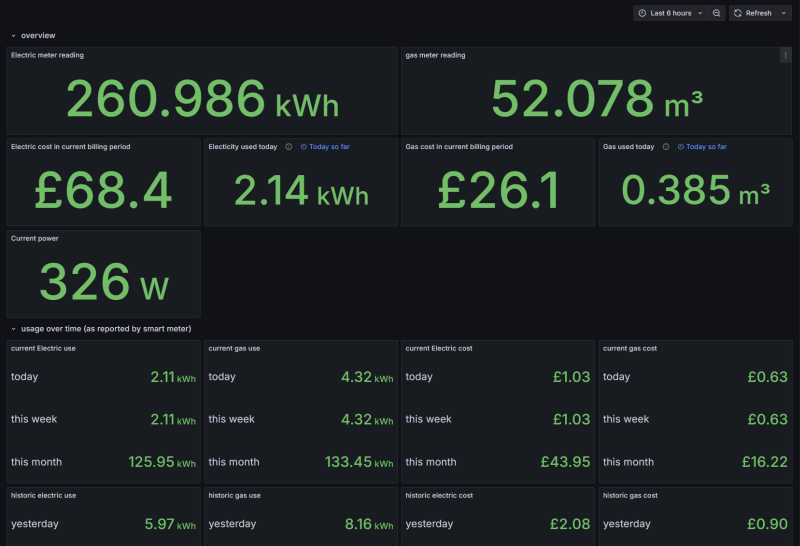 Last 6 hours Refresh
overview
Electric meter reading gas meter reading
260.986 kWh 52.078 m³
Electric cost in current billing period Electicity used today Today so far Gas cost in current billing period Gas used today Today so far
£68.4 2.14 kWh £26.1 0.385 m³
Current power
326 W
usage over time (as reported by smart meter)
current Electric use current gas use current Electric cost current gas cost
today 2.11 kWh today 4.32 kWh today £1.03 today £0.63
this week 2.11 kWh this week 4.32 kWh this week £1.03 this week £0.63
this month 125.95 kWh this month 133.45 kWh this month £43.95 this month £16.22
historic electric use historic gas use historic electric cost historic gas cost
yesterday 5.97 kWh yesterday 8.16 kWh yesterday £2.08 yesterday £0.90